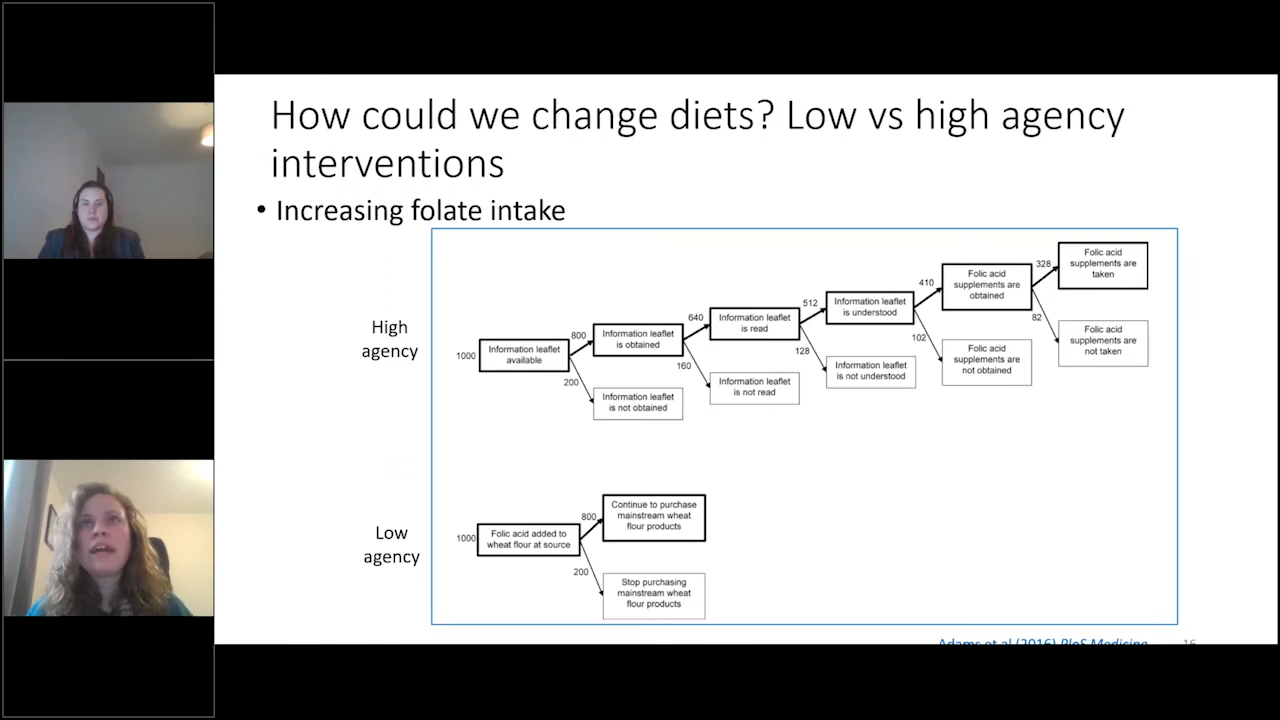 How could we change diets? Low vs high agency
interventions
• Increasing folate intake
High
agency
1000
Information leaflet
available
800
200
Information leaflet
is obtained
Information leaflet
is not obtained
640
160
Information leaflet
is read
Information leaflet
is not read
512
128
Information leaflet
is understood
Information leaflet
is not understood
410
102
Folic acid
supplements are
obtained
Folic acid
supplements are
not obtained
328
82
Folic acid
supplements are
taken
Folic acid
supplements are
not taken
Low
agency
1000
Folic acid added to
wheat flour at source
800
200
Continue to purchase
mainstream wheat
flour products
Stop purchasing
mainstream wheat
flour products
Adams et al (2016) PloS Medicine
16